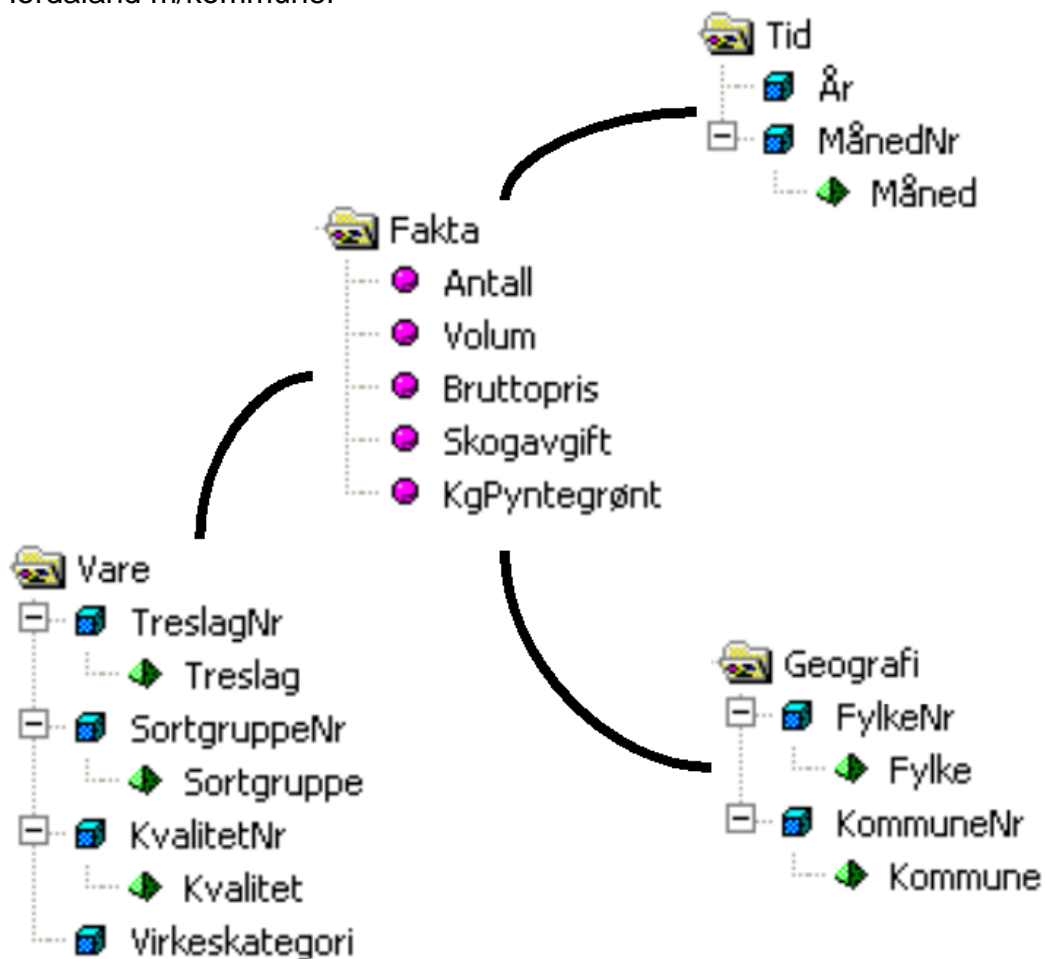 Tid
År
MånedNr
Måned
Fakta
Antall
Volum
Bruttopris
Skogavgift
KgPyntegrønt
Vare
TreslagNr
Treslag
SortgruppeNr
Sortgruppe
KvalitetNr
Kvalitet
Virkeskategori
Geografi
FylkeNr
Fylke
KommuneNr
Kommune